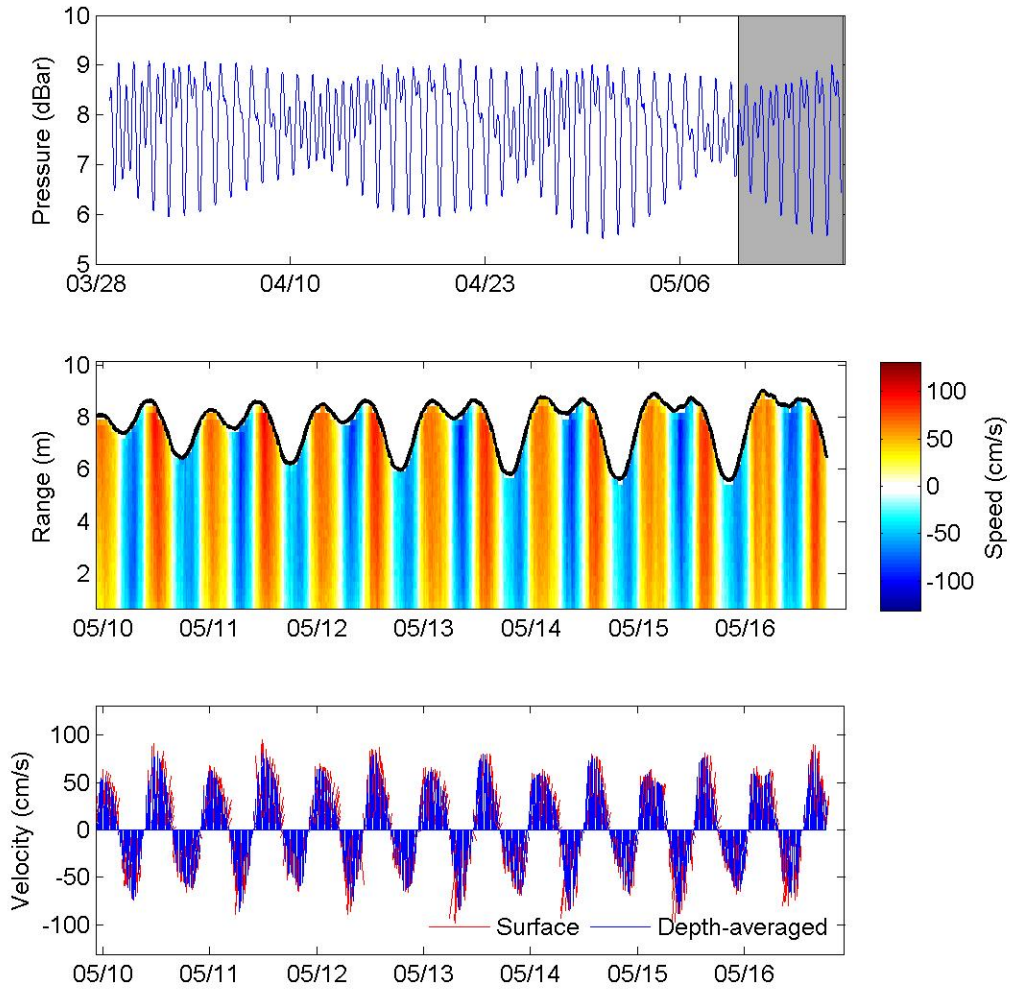 10
9
8
7
6
5
Pressure (dBar)
03/28 04/10 04/23 05/06
10
8
6
4
2
Range (m)
05/10 05/11 05/12 05/13 05/14 05/15 05/16
100
50
0
-50
-100
Speed (cm/s)
100
50
0
-50
-100
Velocity (cm/s)
Surface Depth-averaged
05/10 05/11 05/12 05/13 05/14 05/15 05/16